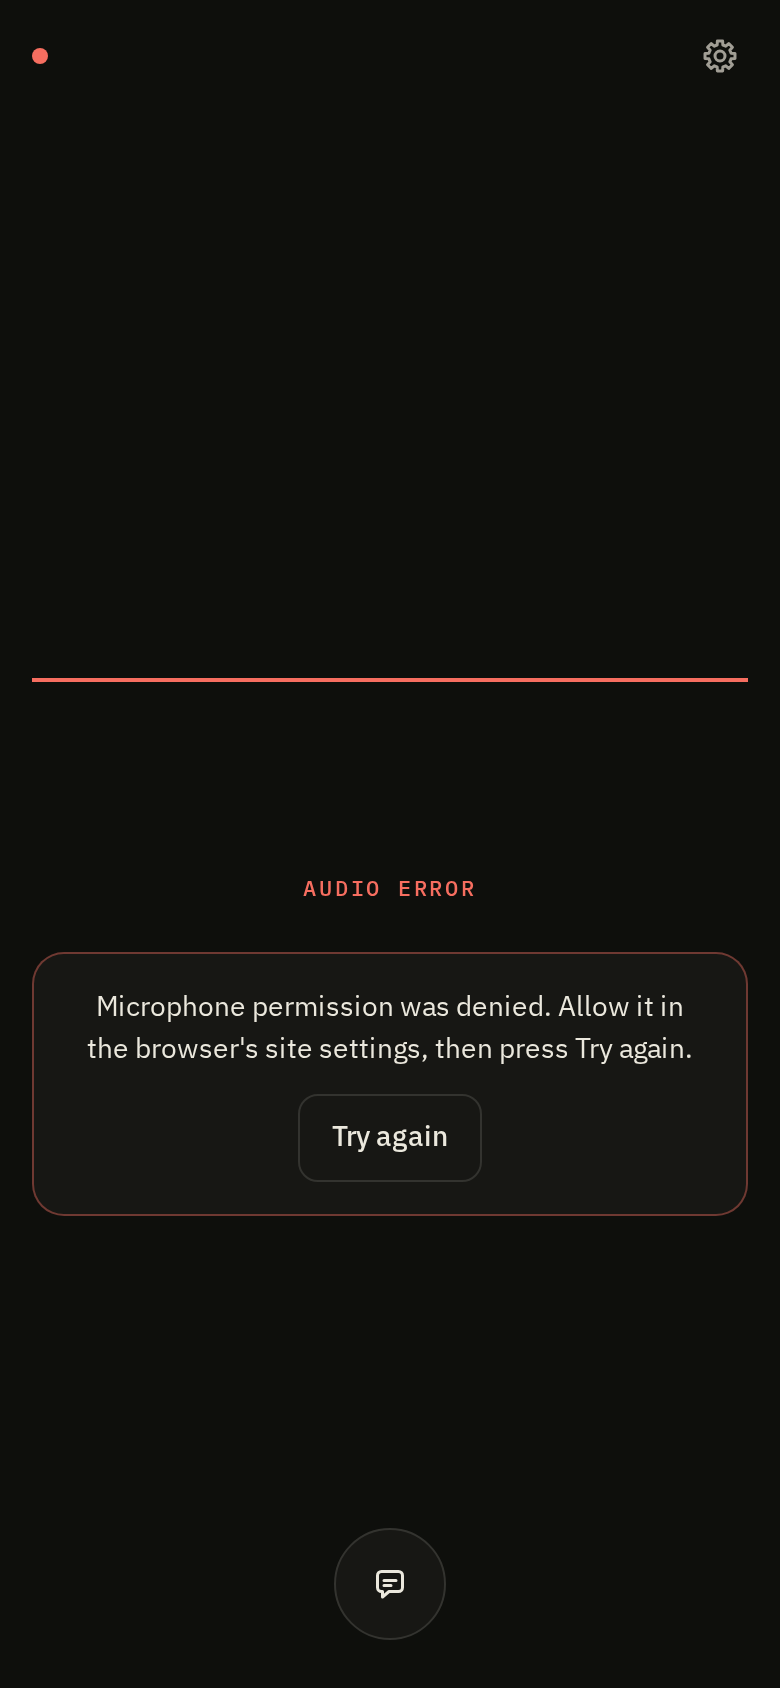 AUDIO ERROR
Microphone permission was denied. Allow it in
the browser's site settings, then press Try again.
Try again